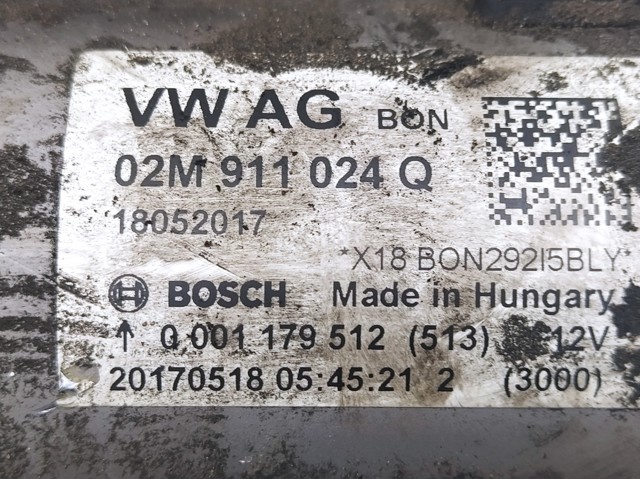 VW AG BON
02M 911 024 Q
18052017
*X18 BON292I5BLY*
BOSCH Made in Hungary
↑ 0 001 179 512 (513) 12V
20170518 05:45:21 2 (3000)